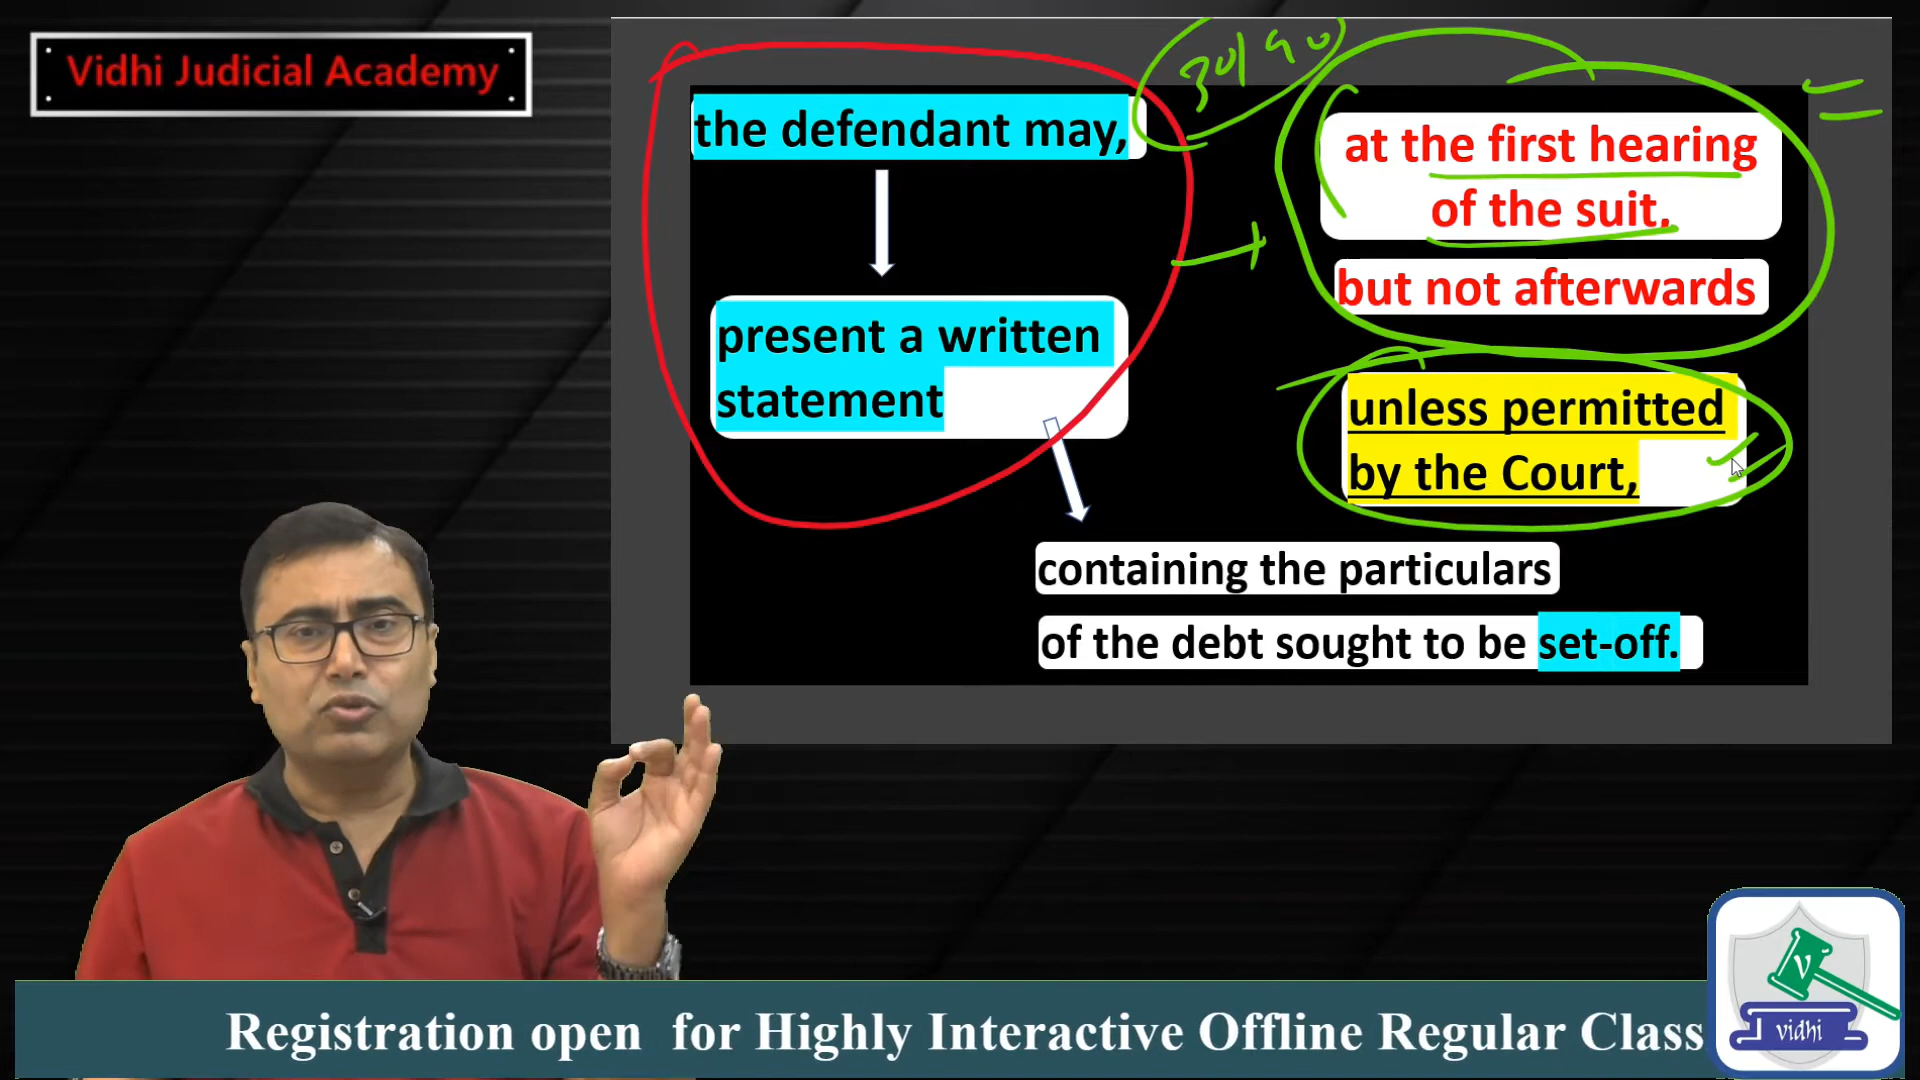 Vidhi Judicial Academy
30/90
the defendant may,
at the first hearing
of the suit,
but not afterwards
present a written
statement
unless permitted
by the Court,
containing the particulars
of the debt sought to be set-off.
Registration open for Highly Interactive Offline Regular Class
V
vidhi